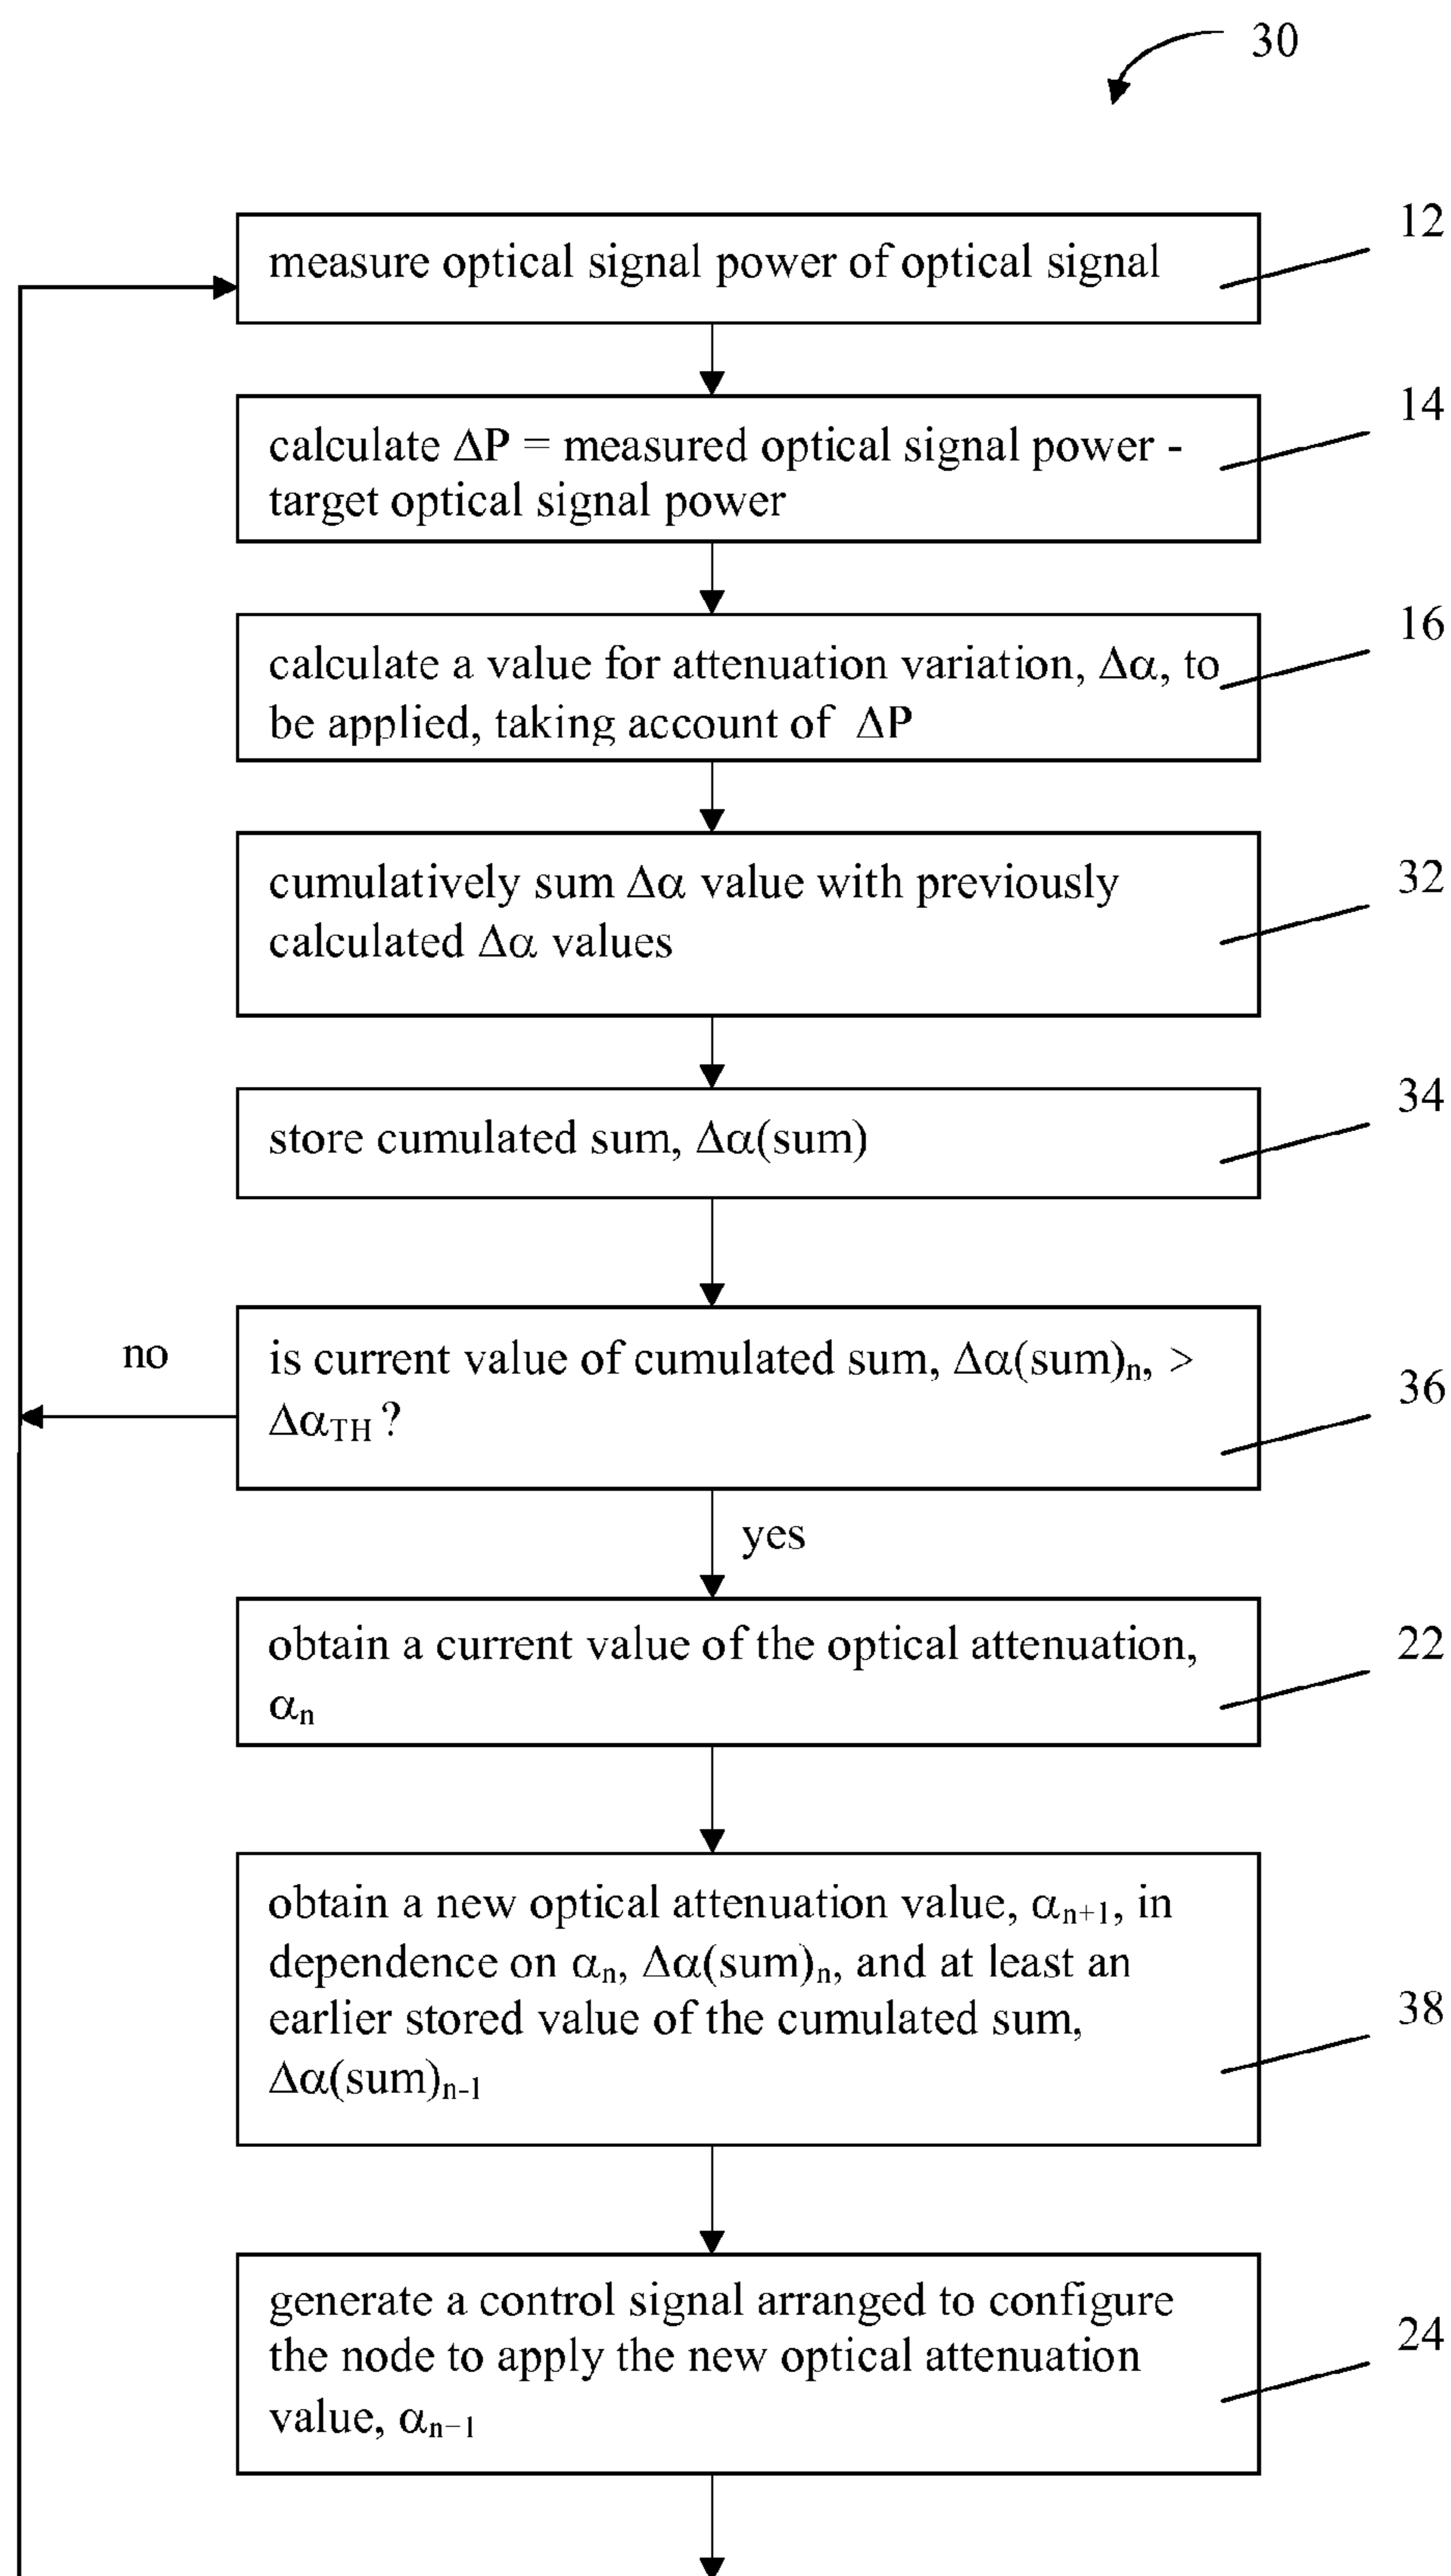 30
12
measure optical signal power of optical signal
14
calculate ΔP = measured optical signal power -
target optical signal power
16
calculate a value for attenuation variation, Δα, to
be applied, taking account of ΔP
32
cumulatively sum Δα value with previously
calculated Δα values
34
store cumulated sum, Δα(sum)
no
is current value of cumulated sum, Δα(sum)n, >
ΔαTH ?
36
yes
obtain a current value of the optical attenuation,
αn
22
obtain a new optical attenuation value, αn+1, in
dependence on αn, Δα(sum)n, and at least an
earlier stored value of the cumulated sum,
Δα(sum)n-1
38
generate a control signal arranged to configure
the node to apply the new optical attenuation
value, αn−1
24